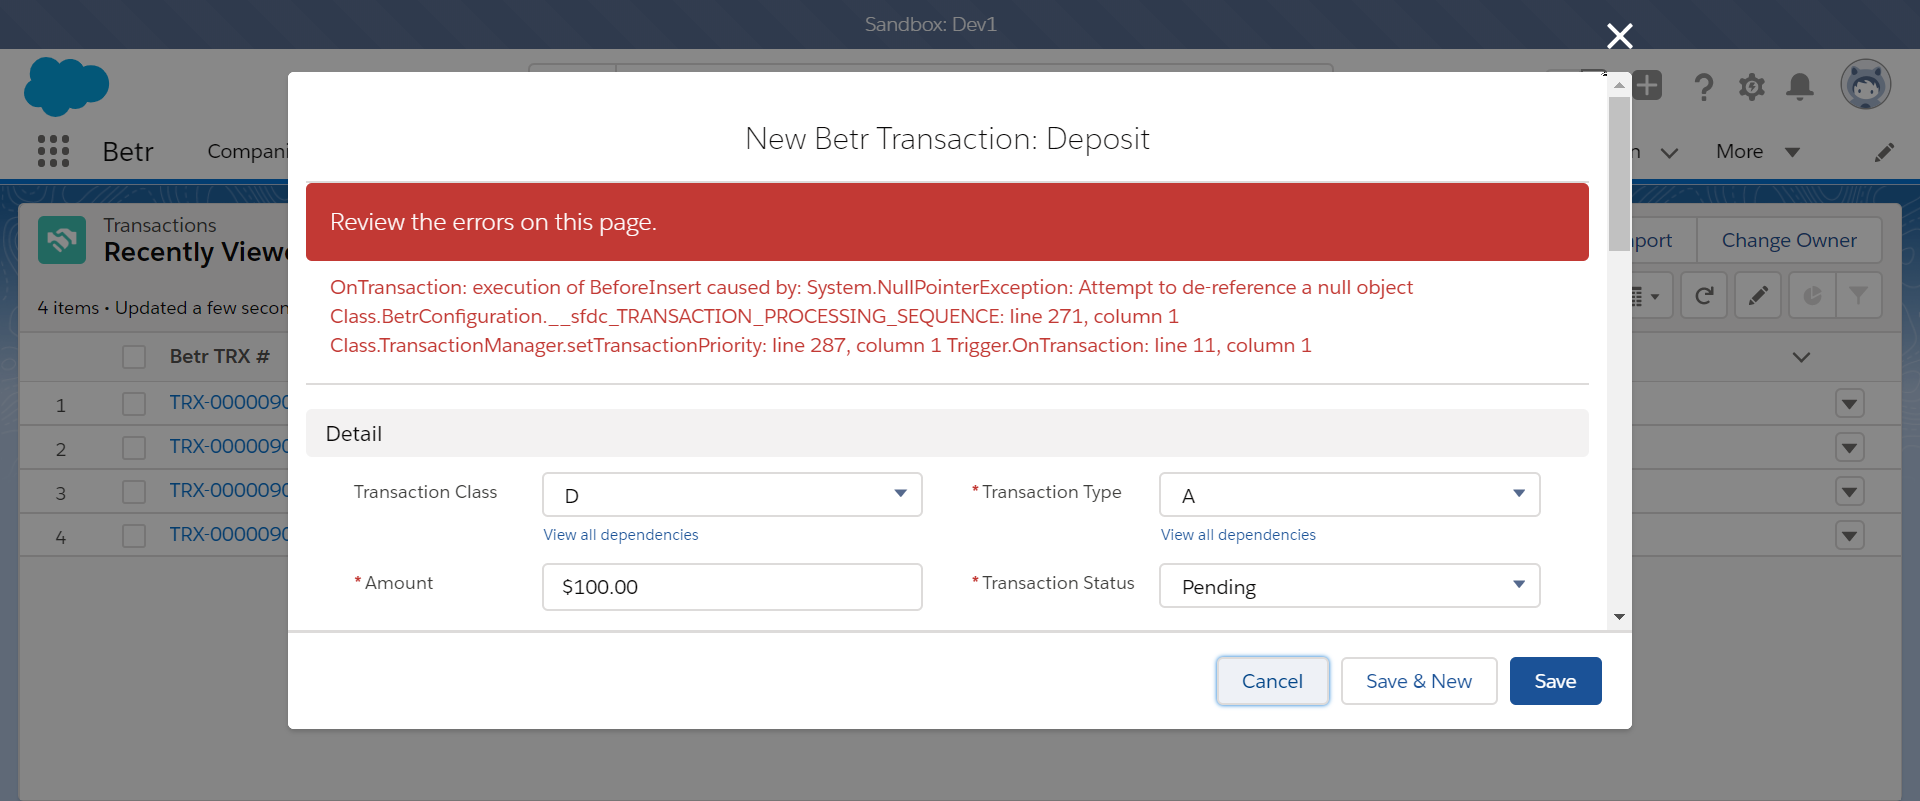 Sandbox: Dev1
Betr
Compani
n
More
New Betr Transaction: Deposit
Transactions
Recently Viewe
port
Change Owner
4 items • Updated a few secon
Review the errors on this page.
OnTransaction: execution of BeforeInsert caused by: System.NullPointerException: Attempt to de-reference a null object
Class.BetrConfiguration.__sfdc_TRANSACTION_PROCESSING_SEQUENCE: line 271, column 1
Class.TransactionManager.setTransactionPriority: line 287, column 1 Trigger.OnTransaction: line 11, column 1
Betr TRX #
1 TRX-0000090
2 TRX-0000090
3 TRX-0000090
4 TRX-0000090
Detail
Transaction Class
D
View all dependencies
*Transaction Type
A
View all dependencies
*Amount
$100.00
*Transaction Status
Pending
Cancel
Save & New
Save